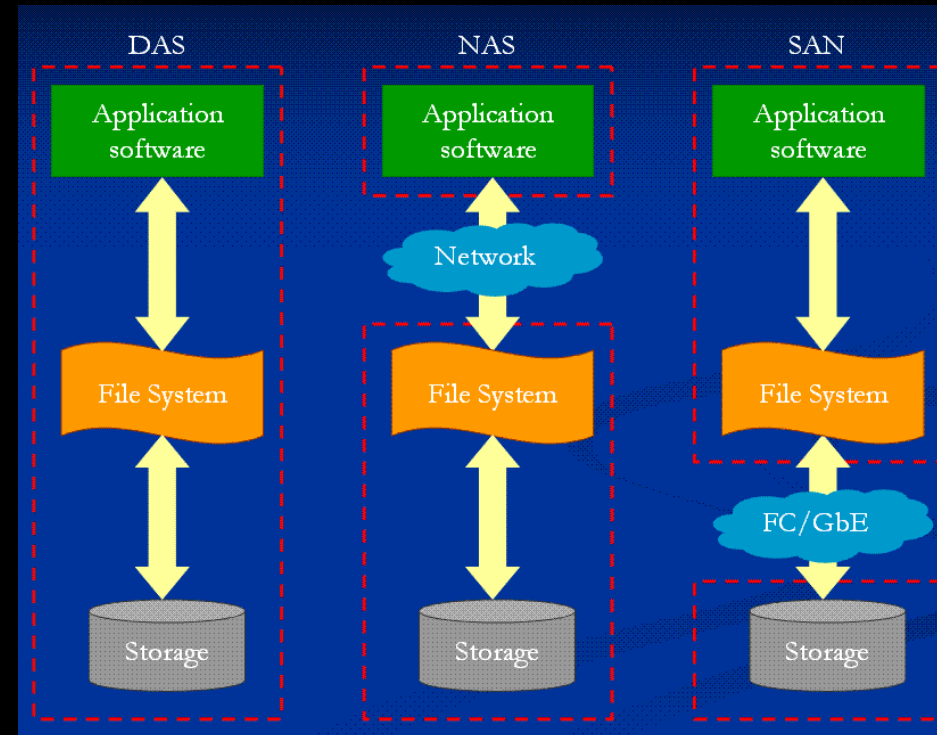 DAS
NAS
SAN
Application
software
Application
software
Application
software
Network
File System
File System
File System
FC/GbE
Storage
Storage
Storage